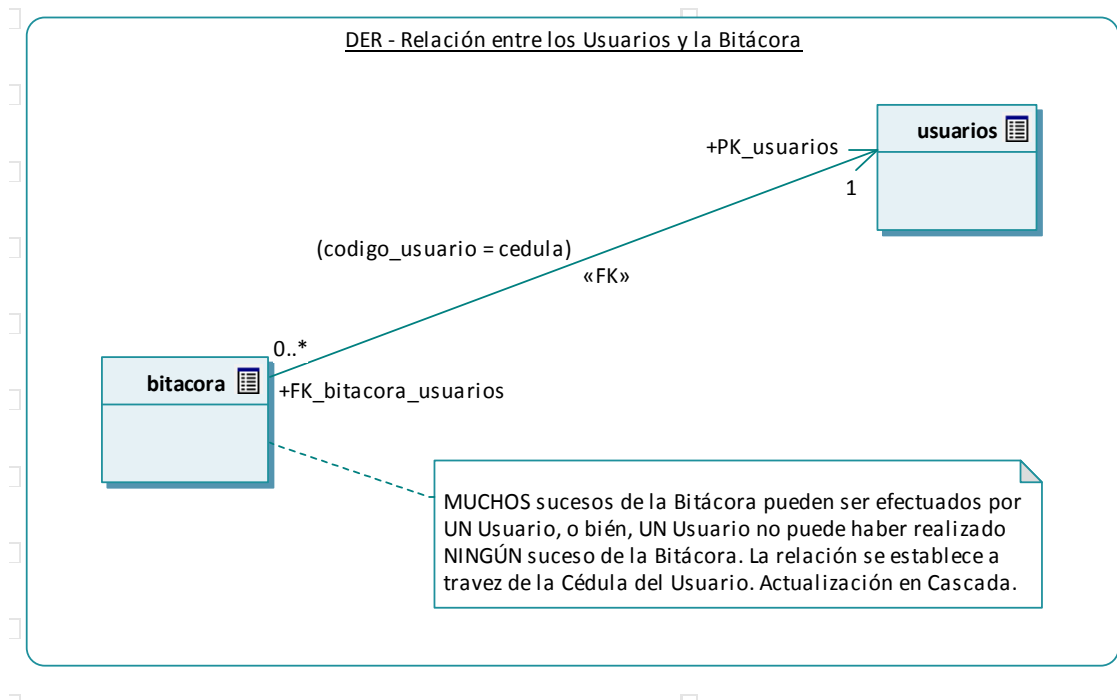 DER - Relación entre los Usuarios y la Bitácora
usuarios
+PK_usuarios
1
(codigo_usuario = cedula)
«FK»
0..*
bitacora
+FK_bitacora_usuarios
MUCHOS sucesos de la Bitácora pueden ser efectuados por
UN Usuario, o bién, UN Usuario no puede haber realizado
NINGÚN suceso de la Bitácora. La relación se establece a
travez de la Cédula del Usuario. Actualización en Cascada.